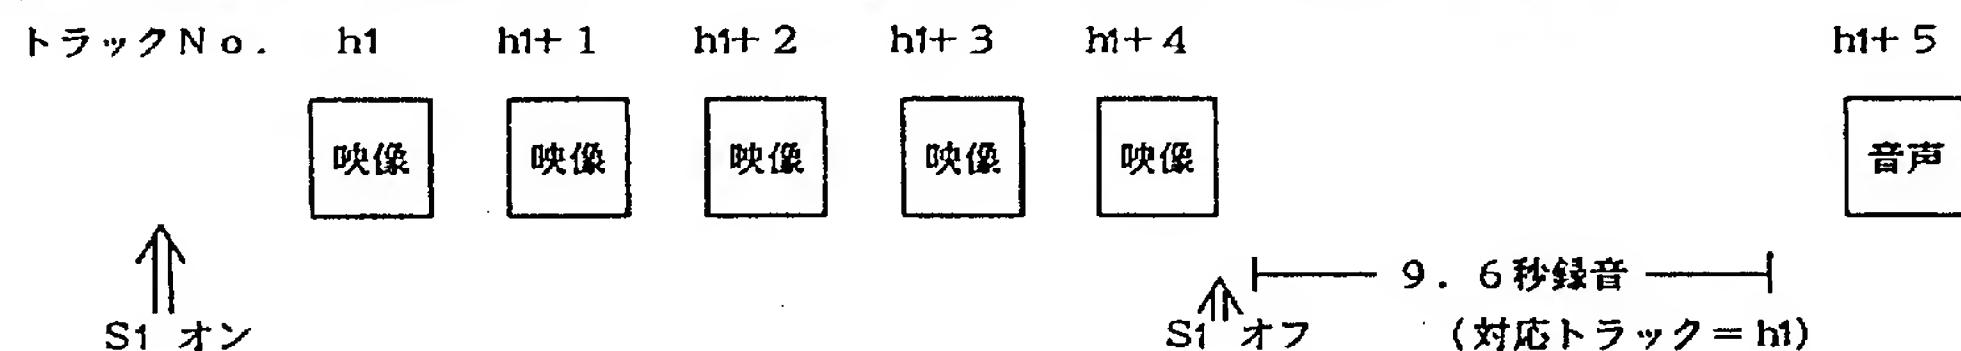 トラックNo. h1 h1+1 h1+2 h1+3 h1+4 h1+5
映像 映像 映像 映像 映像 音声
9.6秒録音
S1 オン S1 オフ (対応トラック=h1)